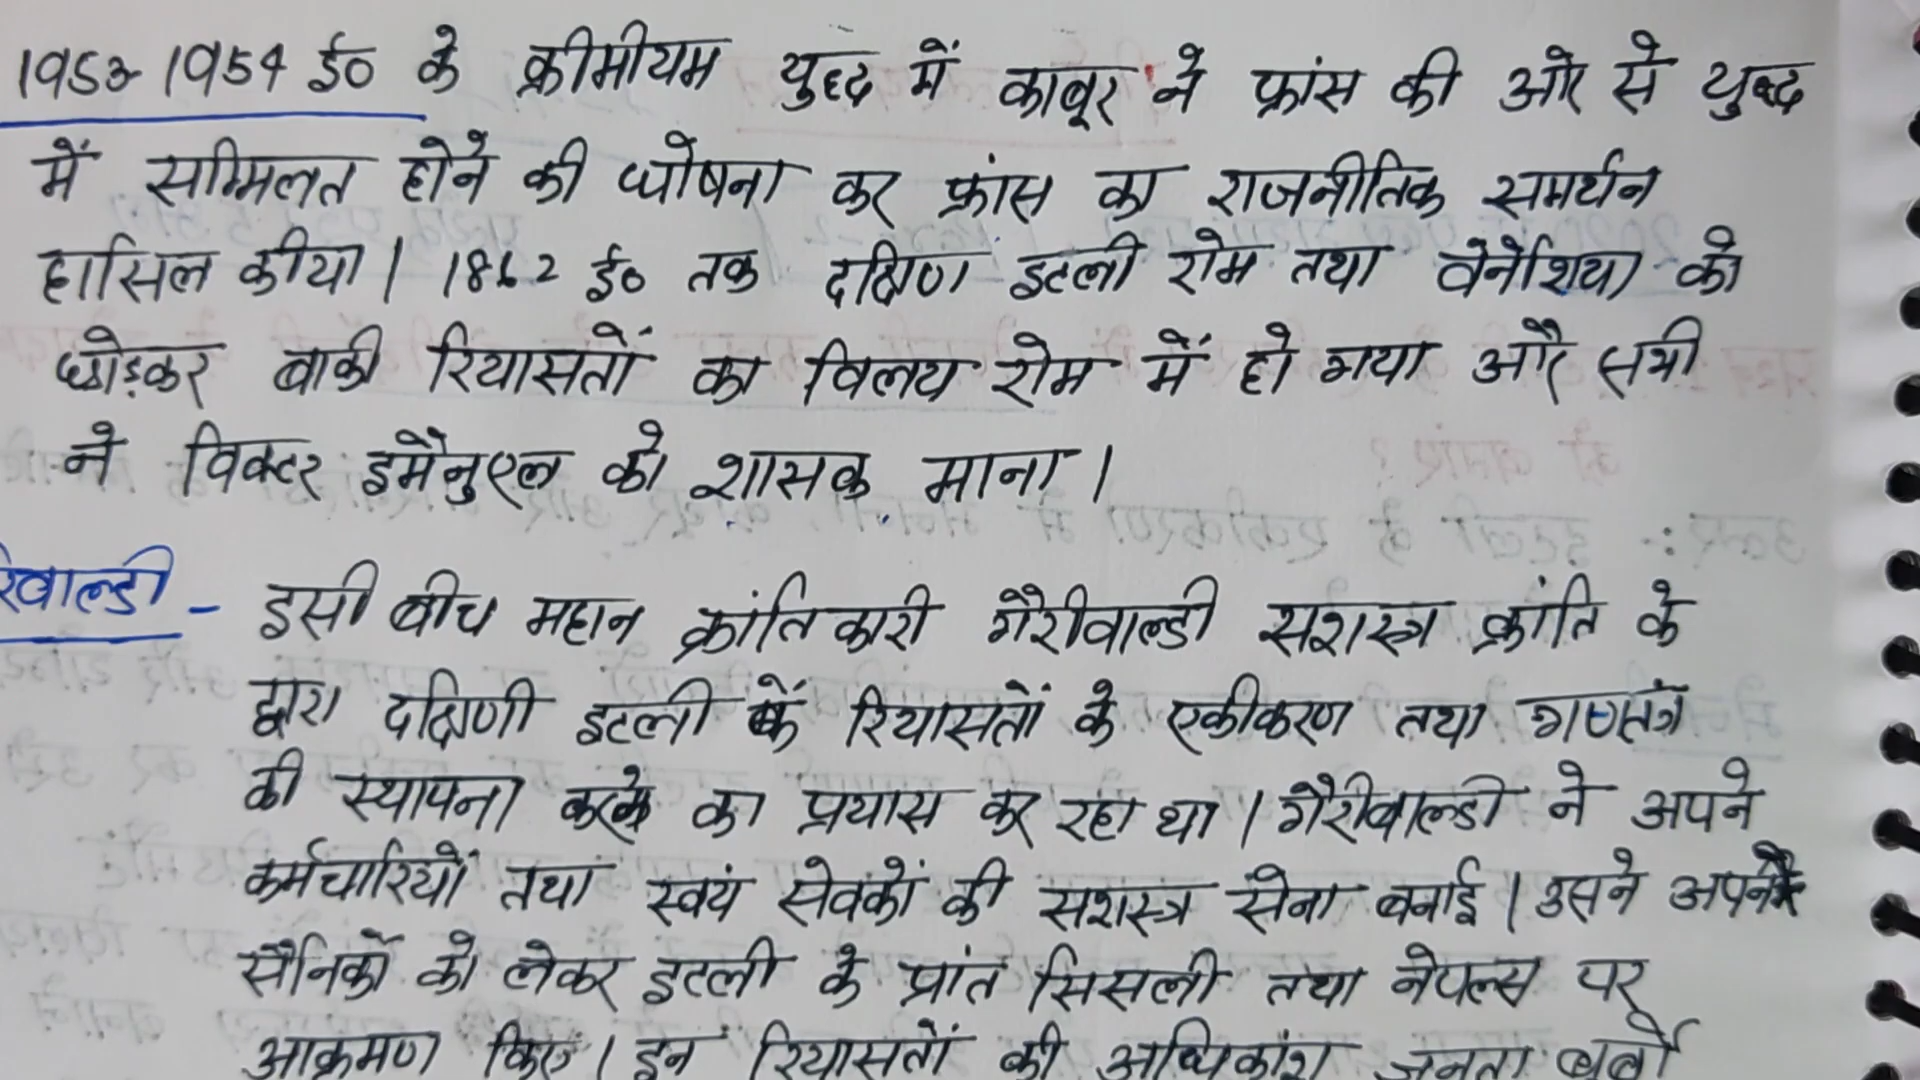 1953-1954 ई० के क्रीमीयम युद्ध में काबूर ने फ्रांस की ओर से युद्ध
में सम्मिलत होने की घोषना कर फ्रांस का राजनीतिक समर्थन
हासिल कीया। 1862 ई० तक दक्षिण इटली रोम तथा वेनेशिया को
छोड़कर बाकी रियासतों का विलय रोम में हो गया और सभी
ने विक्टर इमैनुएल को शासक माना।
रेवाल्डी - इसी बीच महान क्रांतिकारी गैरीवाल्डी सशस्त्र क्रांति के
द्वारा दक्षिणी इटली के रियासतों के एकीकरण तथा गणतंत्र
की स्थापना करके का प्रयास कर रहा था। गैरीवाल्डी ने अपने
कर्मचारियों तथा स्वयं सेवकों की सशस्त्र सेना बनाई। उसने अपने
सैनिकों को लेकर इटली के प्रांत सिसली तथा नेपल्स पर
आक्रमण किए। इन रियासतों की अधिकांश जनता बूर्वो